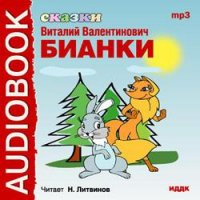 AUDIOBOOK
сказки
mp3
Виталий Валентинович
БИАНКИ
Читает Н. Литвинов
ИДДК